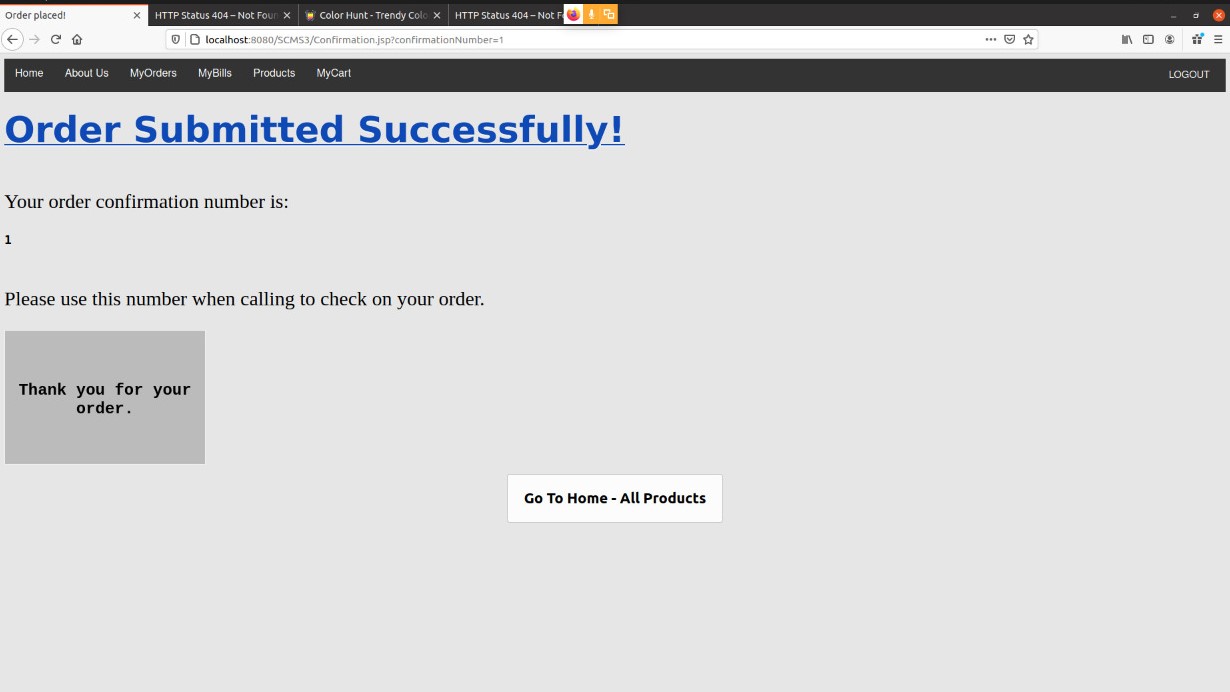 Order placed!
HTTP Status 404 – Not Foun
Color Hunt - Trendy Colo
HTTP Status 404 – Not F
localhost:8080/SCMS3/Confirmation.jsp?confirmationNumber=1
Home About Us MyOrders MyBills Products MyCart LOGOUT
Order Submitted Successfully!
Your order confirmation number is:
1
Please use this number when calling to check on your order.
Thank you for your
order.
Go To Home - All Products